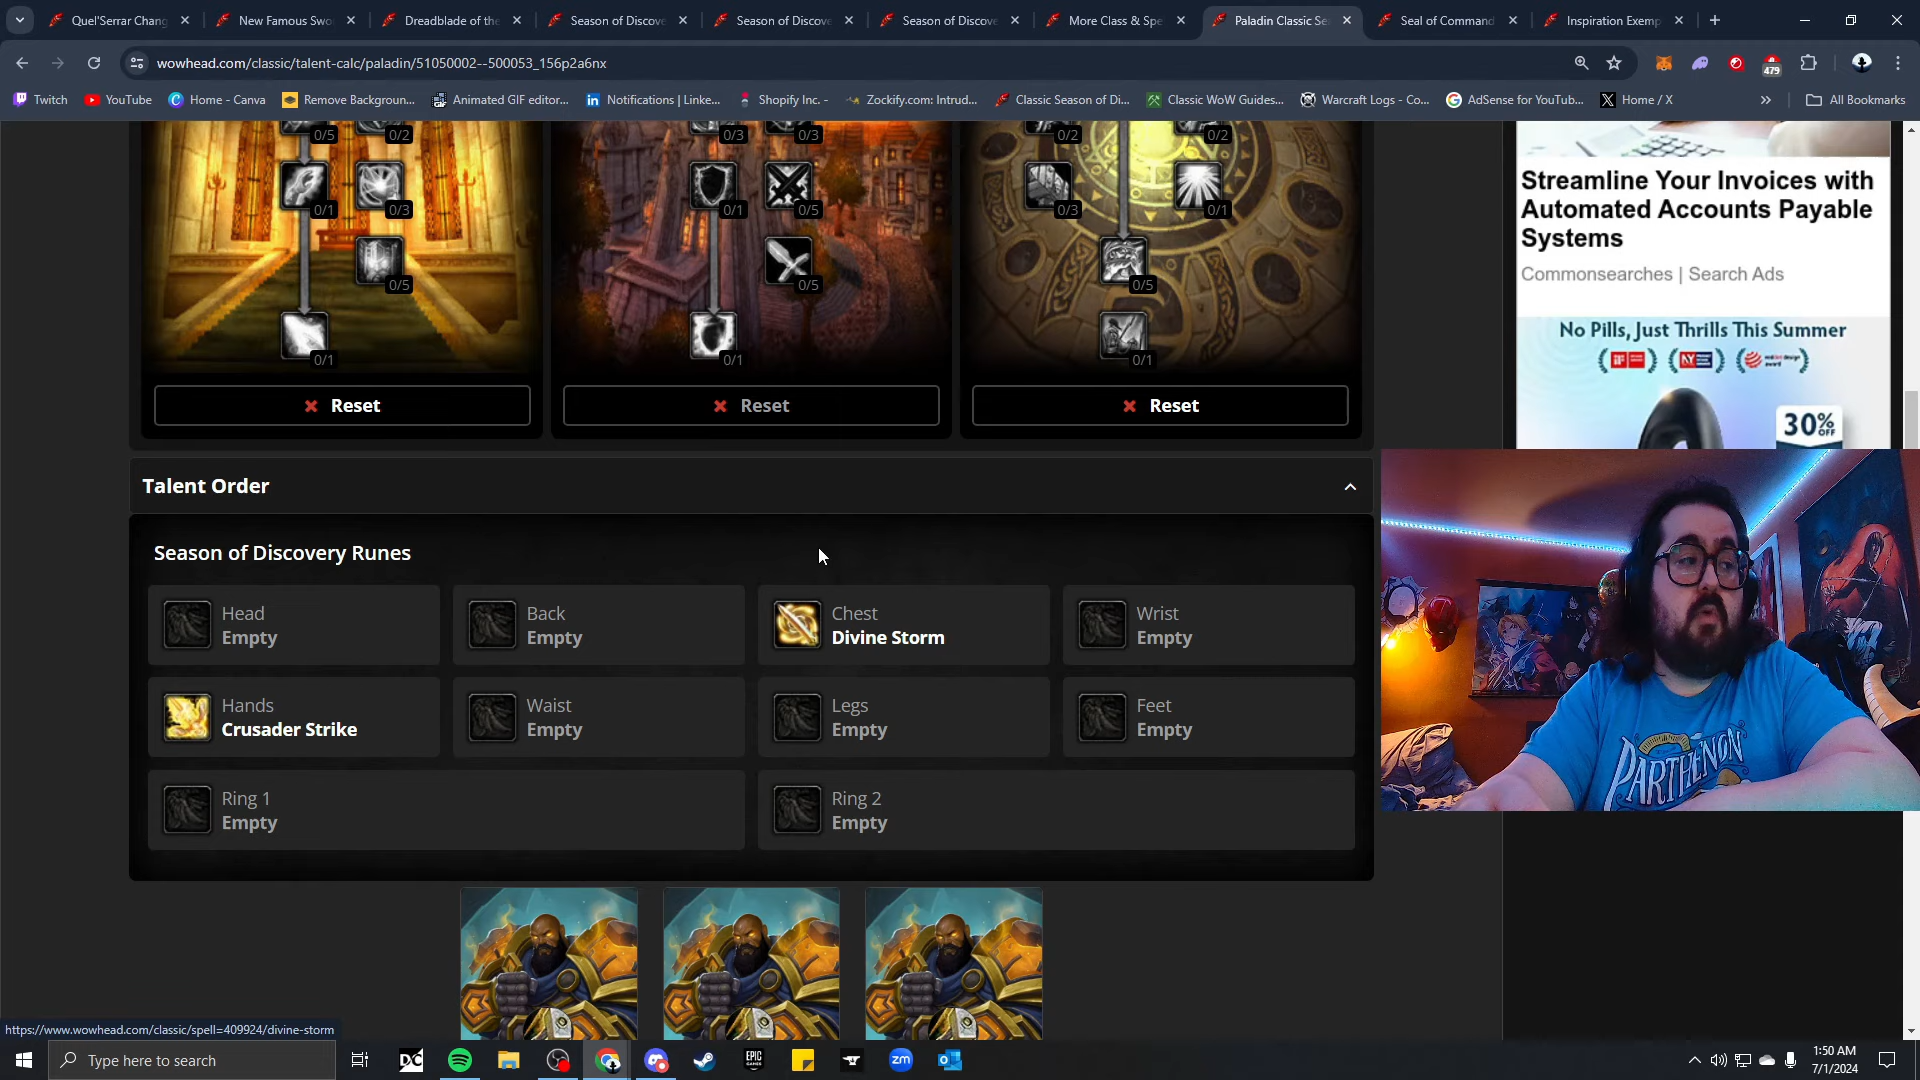 Quel'Serrar Chang
New Famous Swo
Dreadblade of the
Season of Discove
Season of Discove
Season of Discove
More Class & Spe
Paladin Classic Se
Seal of Command
Inspiration Exemp
wowhead.com/classic/talent-calc/paladin/51050002--500053_156p2a6nx
479
Twitch
YouTube
Home - Canva
Remove Backgroun...
Animated GIF editor...
Notifications | Linke...
Shopify Inc. -
Zockify.com: Intrud...
Classic Season of Di...
Classic WoW Guides...
Warcraft Logs - Co...
AdSense for YouTub...
Home / X
All Bookmarks
0/5 0/2 0/3 0/3 0/2 0/2
0/1 0/3 0/1 0/5 0/3 0/1
0/5 0/5 0/5
0/1 0/1 0/1
Reset Reset Reset
Streamline Your Invoices with
Automated Accounts Payable
Systems
Commonsearches | Search Ads
No Pills, Just Thrills This Summer
30%
OFF
Talent Order
Season of Discovery Runes
Head
Empty
Back
Empty
Chest
Divine Storm
Wrist
Empty
Hands
Crusader Strike
Waist
Empty
Legs
Empty
Feet
Empty
Ring 1
Empty
Ring 2
Empty
PARTHENON
https://www.wowhead.com/classic/spell=409924/divine-storm
Type here to search
DC
EPIC
GAMES
zm
1:50 AM
7/1/2024